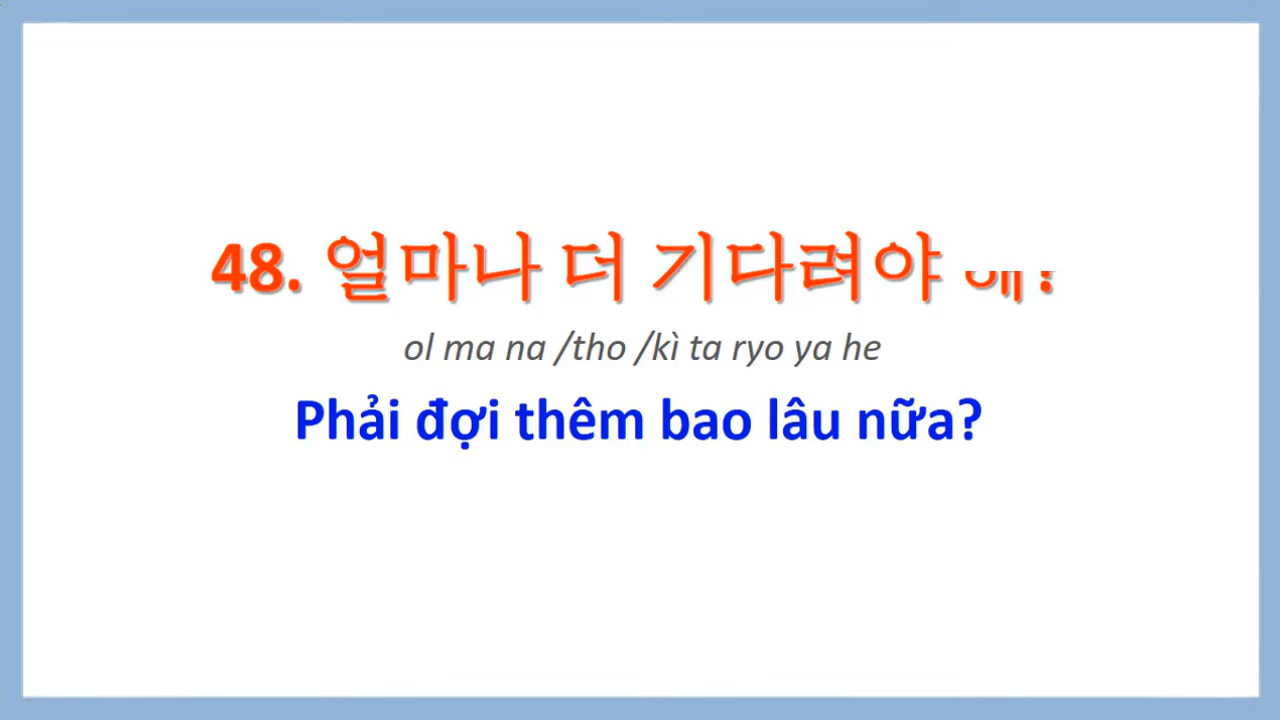 48. 얼마나 더 기다려야
ol ma na /tho /kì ta ryo ya he
Phải đợi thêm bao lâu nữa?